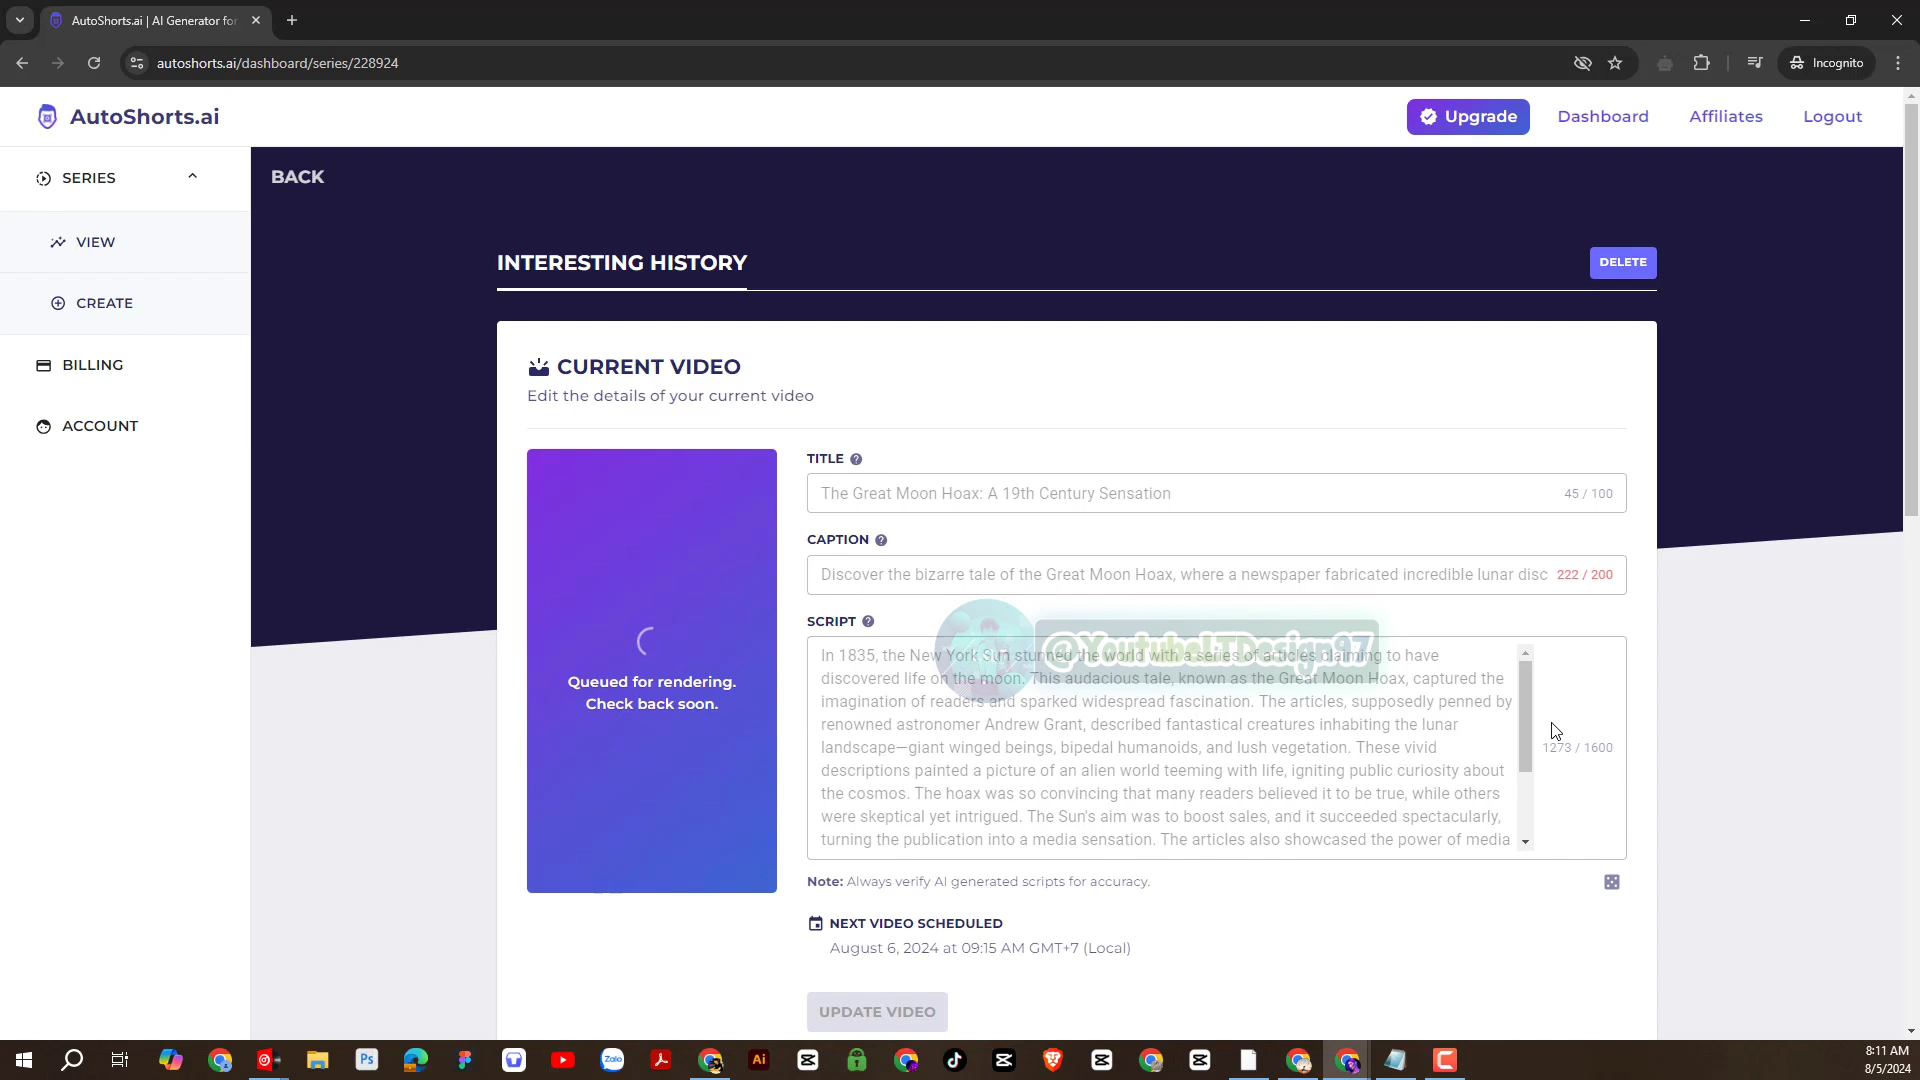 AutoShorts.ai | AI Generator for
autoshorts.ai/dashboard/series/228924
Incognito
AutoShorts.ai
Upgrade
Dashboard
Affiliates
Logout
SERIES
VIEW
CREATE
BILLING
ACCOUNT
BACK
INTERESTING HISTORY
DELETE
CURRENT VIDEO
Edit the details of your current video
Queued for rendering.
Check back soon.
TITLE
The Great Moon Hoax: A 19th Century Sensation
45 / 100
CAPTION
Discover the bizarre tale of the Great Moon Hoax, where a newspaper fabricated incredible lunar disc
222 / 200
SCRIPT
@YoutubeLTDesign97
In 1835, the New York Sun stunned the world with a series of articles claiming to have
discovered life on the moon. This audacious tale, known as the Great Moon Hoax, captured the
imagination of readers and sparked widespread fascination. The articles, supposedly penned by
renowned astronomer Andrew Grant, described fantastical creatures inhabiting the lunar
landscape—giant winged beings, bipedal humanoids, and lush vegetation. These vivid
descriptions painted a picture of an alien world teeming with life, igniting public curiosity about
the cosmos. The hoax was so convincing that many readers believed it to be true, while others
were skeptical yet intrigued. The Sun's aim was to boost sales, and it succeeded spectacularly,
turning the publication into a media sensation. The articles also showcased the power of media
1273 / 1600
Note: Always verify AI generated scripts for accuracy.
NEXT VIDEO SCHEDULED
August 6, 2024 at 09:15 AM GMT+7 (Local)
UPDATE VIDEO
Ps
Zalo
Ai
8:11 AM
8/5/2024